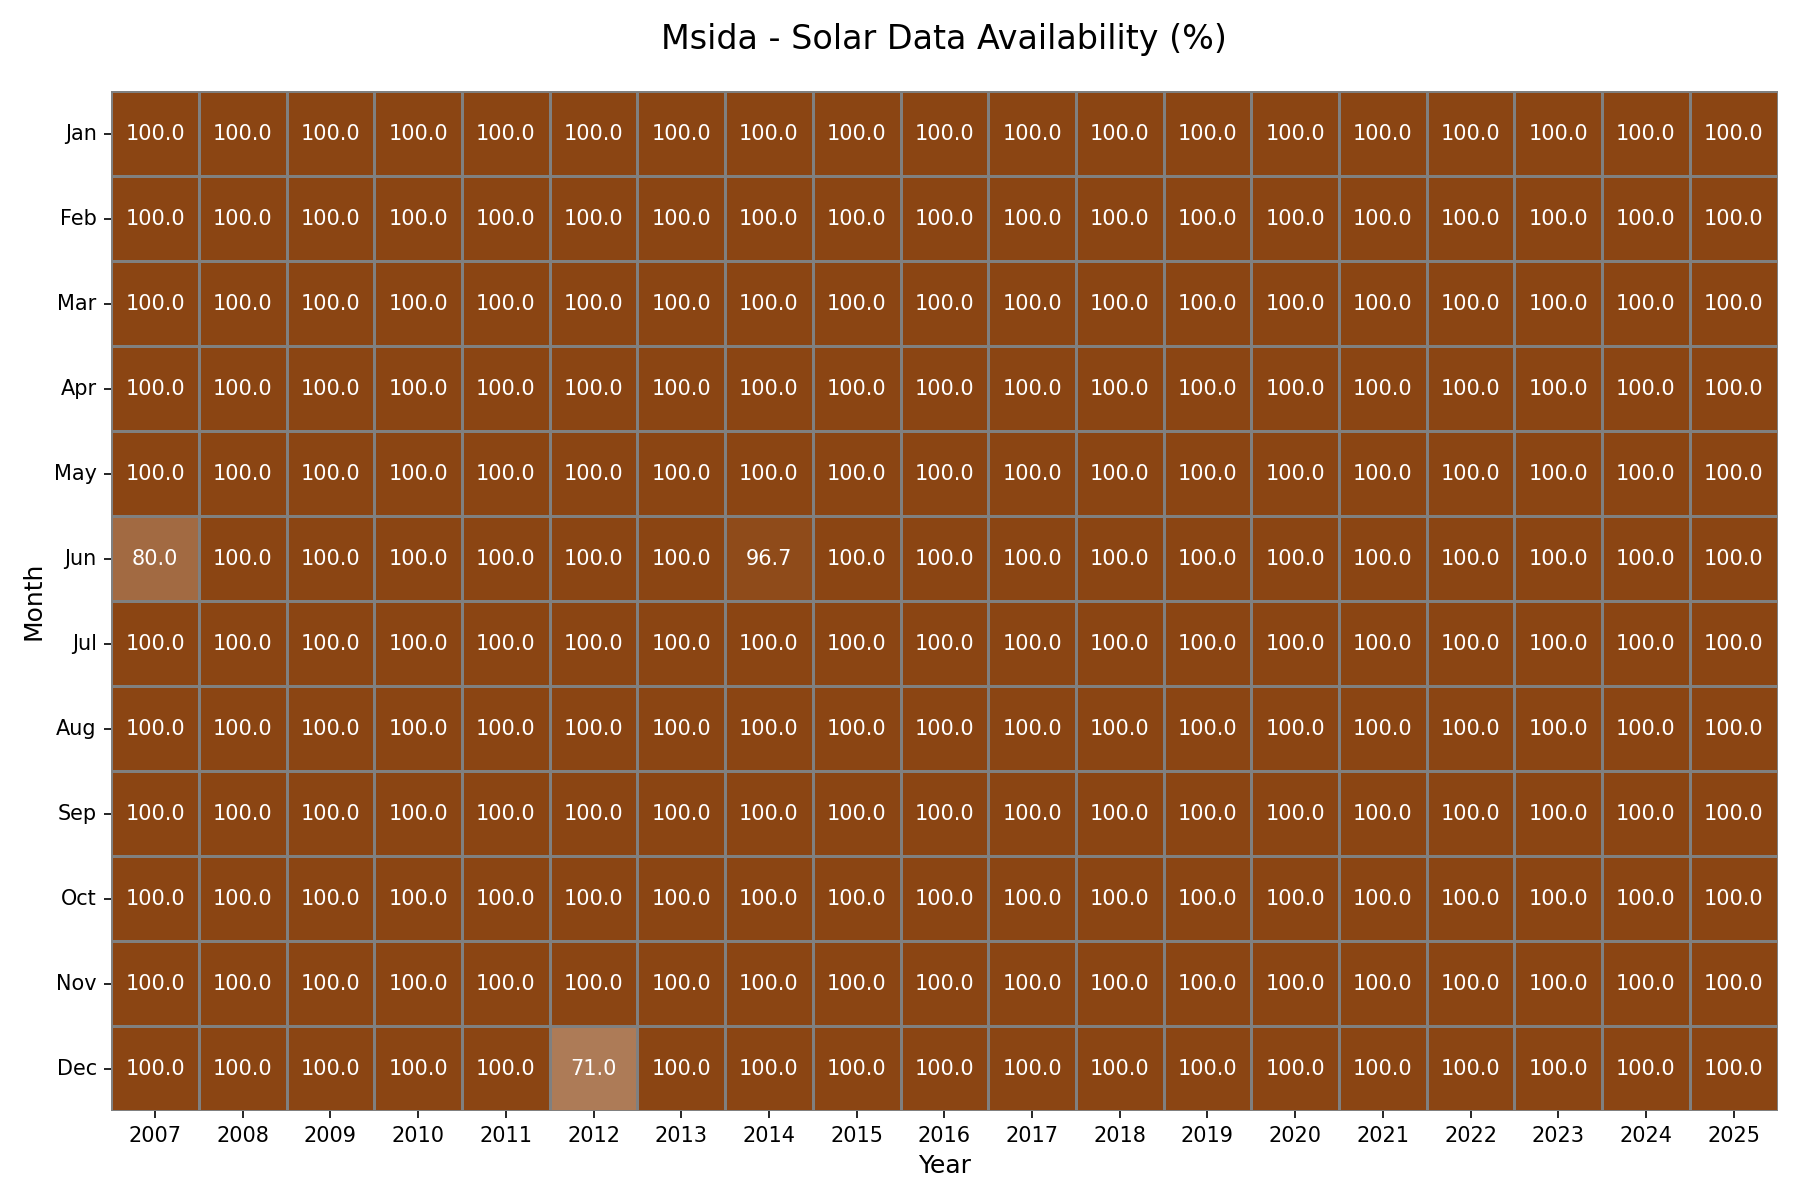 Msida - Solar Data Availability (%)
Jan 100.0 100.0 100.0 100.0 100.0 100.0 100.0 100.0 100.0 100.0 100.0 100.0 100.0 100.0 100.0 100.0 100.0 100.0 100.0
Feb 100.0 100.0 100.0 100.0 100.0 100.0 100.0 100.0 100.0 100.0 100.0 100.0 100.0 100.0 100.0 100.0 100.0 100.0 100.0
Mar 100.0 100.0 100.0 100.0 100.0 100.0 100.0 100.0 100.0 100.0 100.0 100.0 100.0 100.0 100.0 100.0 100.0 100.0 100.0
Apr 100.0 100.0 100.0 100.0 100.0 100.0 100.0 100.0 100.0 100.0 100.0 100.0 100.0 100.0 100.0 100.0 100.0 100.0 100.0
May 100.0 100.0 100.0 100.0 100.0 100.0 100.0 100.0 100.0 100.0 100.0 100.0 100.0 100.0 100.0 100.0 100.0 100.0 100.0
Jun 80.0 100.0 100.0 100.0 100.0 100.0 100.0 96.7 100.0 100.0 100.0 100.0 100.0 100.0 100.0 100.0 100.0 100.0 100.0
Month
Jul 100.0 100.0 100.0 100.0 100.0 100.0 100.0 100.0 100.0 100.0 100.0 100.0 100.0 100.0 100.0 100.0 100.0 100.0 100.0
Aug 100.0 100.0 100.0 100.0 100.0 100.0 100.0 100.0 100.0 100.0 100.0 100.0 100.0 100.0 100.0 100.0 100.0 100.0 100.0
Sep 100.0 100.0 100.0 100.0 100.0 100.0 100.0 100.0 100.0 100.0 100.0 100.0 100.0 100.0 100.0 100.0 100.0 100.0 100.0
Oct 100.0 100.0 100.0 100.0 100.0 100.0 100.0 100.0 100.0 100.0 100.0 100.0 100.0 100.0 100.0 100.0 100.0 100.0 100.0
Nov 100.0 100.0 100.0 100.0 100.0 100.0 100.0 100.0 100.0 100.0 100.0 100.0 100.0 100.0 100.0 100.0 100.0 100.0 100.0
Dec 100.0 100.0 100.0 100.0 100.0 71.0 100.0 100.0 100.0 100.0 100.0 100.0 100.0 100.0 100.0 100.0 100.0 100.0 100.0
2007 2008 2009 2010 2011 2012 2013 2014 2015 2016 2017 2018 2019 2020 2021 2022 2023 2024 2025
Year